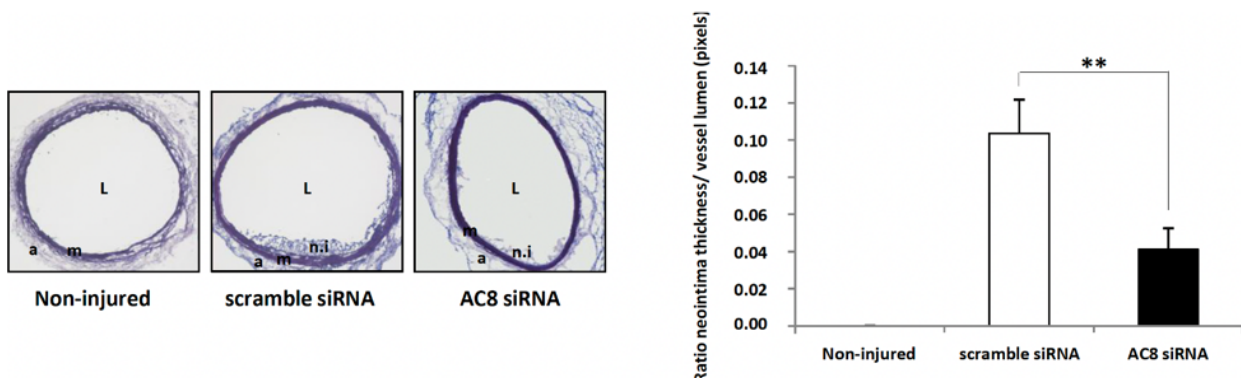 L
a
m
Non-injured
L
n.i
a
m
scramble siRNA
L
m
a
n.i
AC8 siRNA
Ratio neointima thickness/ vessel lumen (pixels)
0.14
0.12
0.10
0.08
0.06
0.04
0.02
0.00
**
Non-injured
scramble siRNA
AC8 siRNA